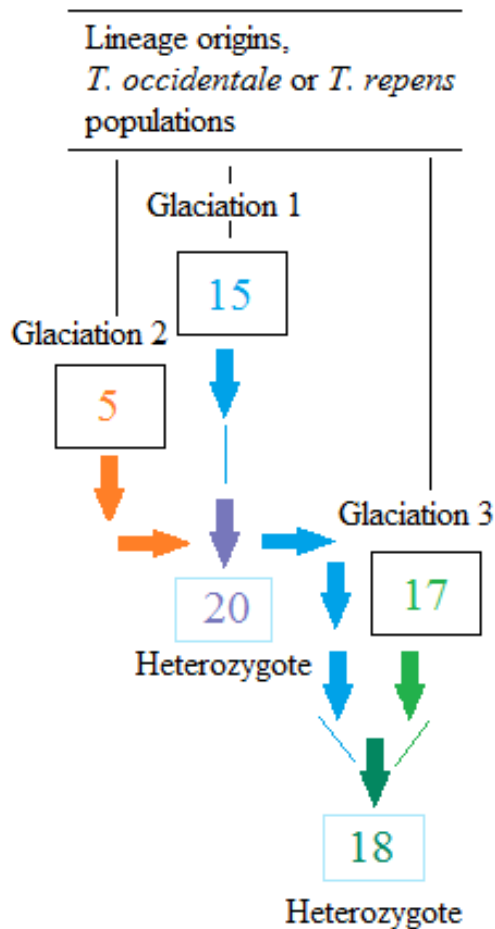 Lineage origins,
T. occidentale or T. repens
populations
Glaciation 1
15
Glaciation 2
5
Glaciation 3
17
20
Heterozygote
18
Heterozygote